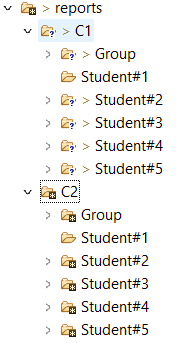 > reports
> C1
> Group
Student#1
> Student#2
> Student#3
> Student#4
> Student#5
C2
Group
Student#1
Student#2
Student#3
Student#4
Student#5